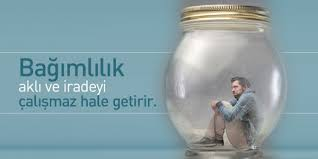 Bağımlılık
aklı ve iradeyi
çalışmaz hale getirir.